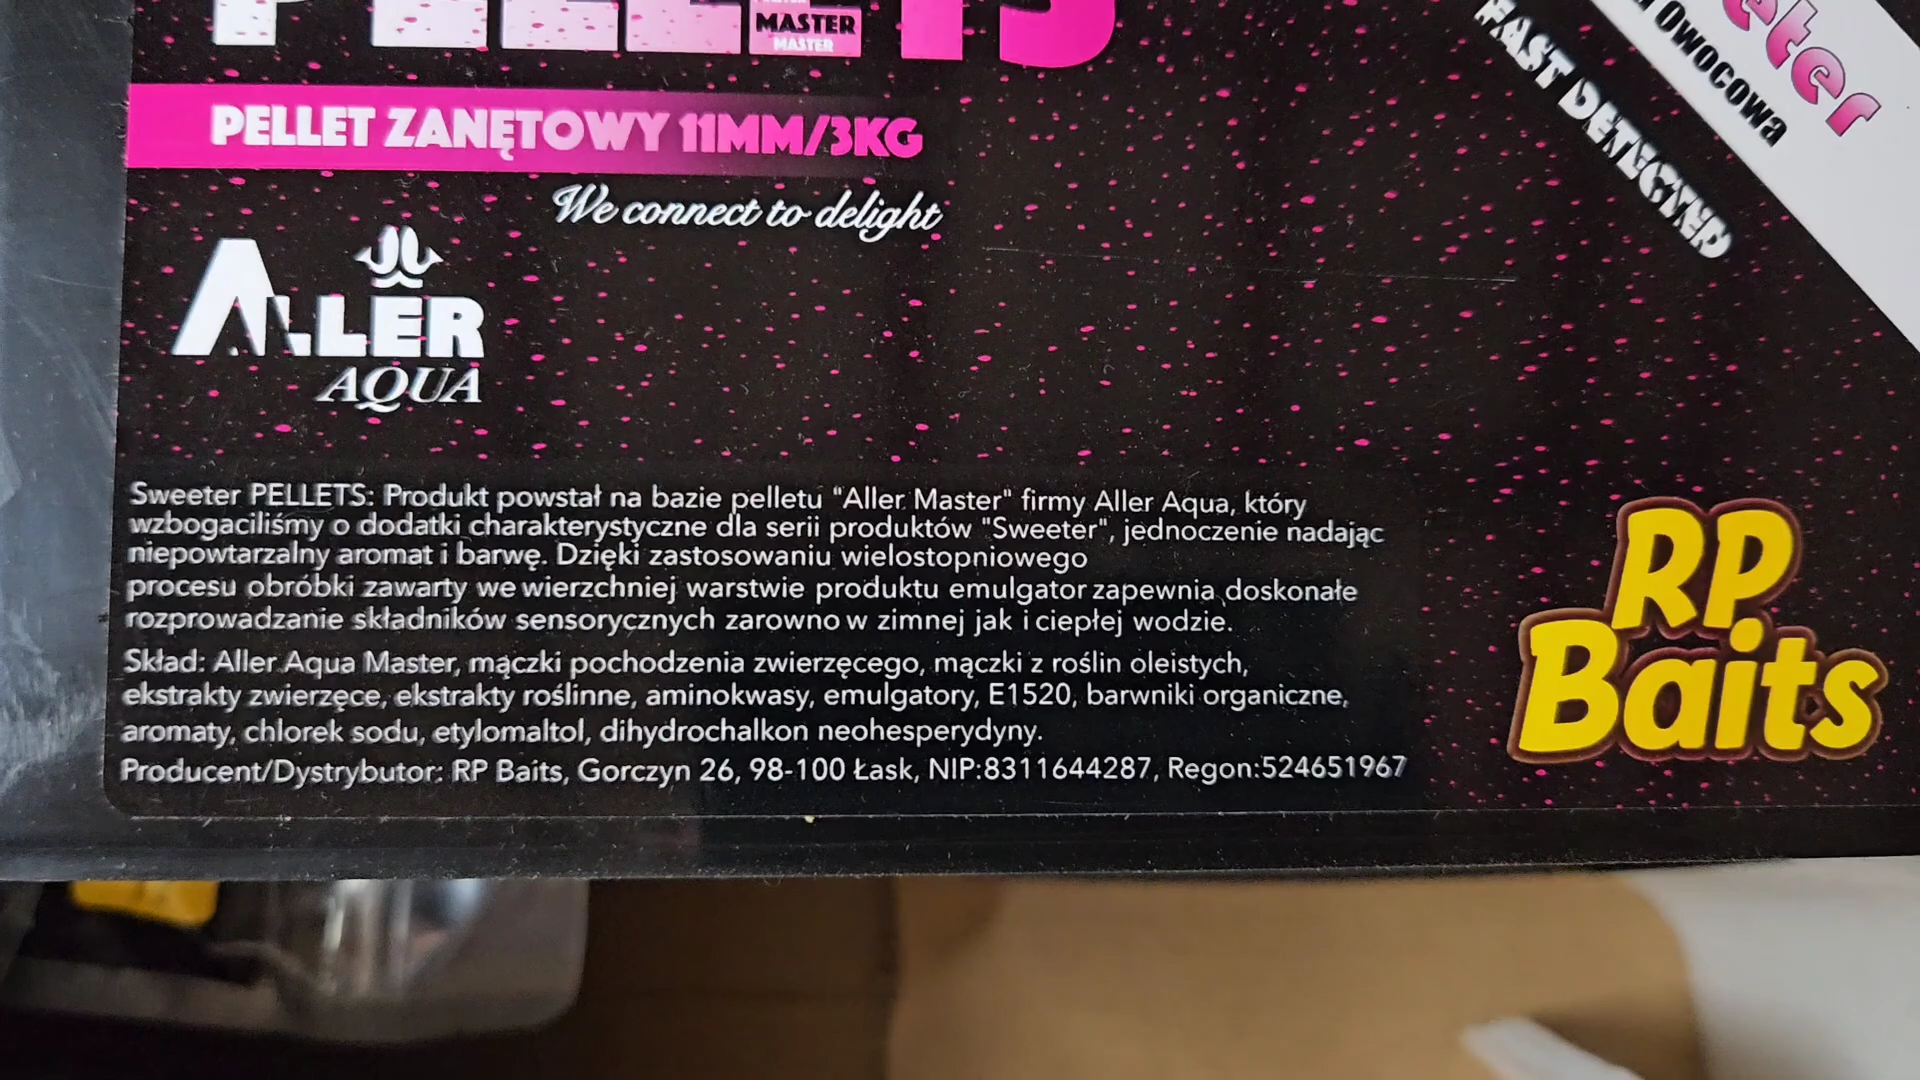 PELLETS
MASTER
MASTER
PELLET ZANĘTOWY 11MM/3KG
We connect to delight
ALLER
AQUA
Owocowa
FAST DETECTED
Sweeter PELLETS: Produkt powstał na bazie pelletu "Aller Master" firmy Aller Aqua, który
wzbogaciliśmy o dodatki charakterystyczne dla serii produktów "Sweeter", jednoczenie nadając
niepowtarzalny aromat i barwę. Dzięki zastosowaniu wielostopniowego
procesu obróbki zawarty we wierzchniej warstwie produktu emulgator zapewnia doskonałe
rozprowadzanie składników sensorycznych zarowno w zimnej jak i ciepłej wodzie.
Skład: Aller Aqua Master, mączki pochodzenia zwierzęcego, mączki z roślin oleistych,
ekstrakty zwierzęce, ekstrakty roślinne, aminokwasy, emulgatory, E1520, barwniki organiczne,
aromaty, chlorek sodu, etylomaltol, dihydrochalkon neohesperydyny.
Producent/Dystrybutor: RP Baits, Gorczyn 26, 98-100 Łask, NIP:8311644287, Regon:524651967
RP
Baits